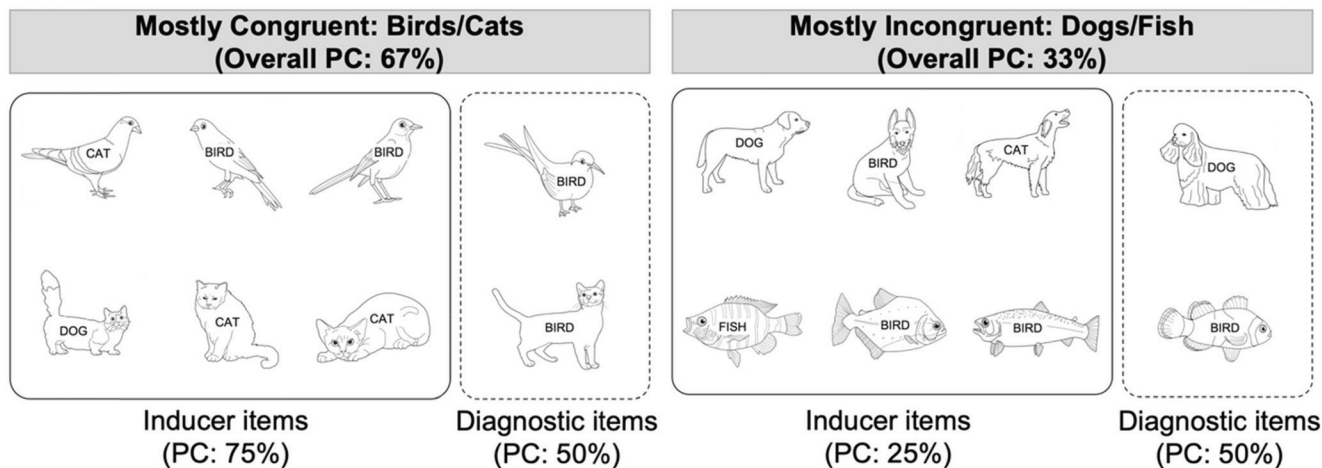 Mostly Congruent: Birds/Cats
(Overall PC: 67%)
CAT
BIRD
BIRD
BIRD
DOG
CAT
CAT
BIRD
Inducer items
(PC: 75%)
Diagnostic items
(PC: 50%)
Mostly Incongruent: Dogs/Fish
(Overall PC: 33%)
DOG
BIRD
CAT
DOG
FISH
BIRD
BIRD
BIRD
Inducer items
(PC: 25%)
Diagnostic items
(PC: 50%)